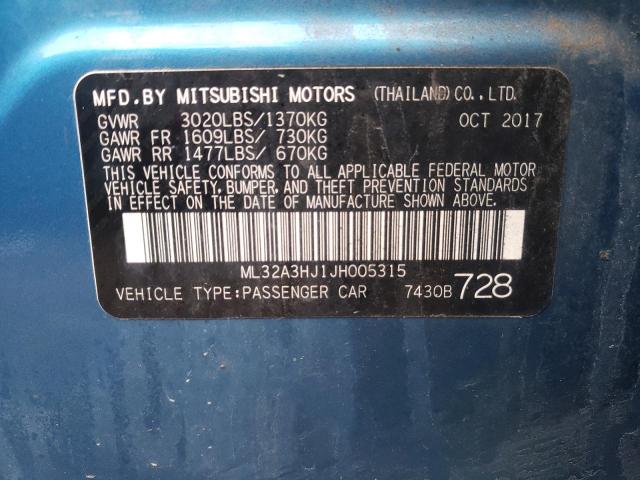 MFD.BY MITSUBISHI MOTORS (THAILAND)CO.,LTD.
GVWR 3020LBS/1370KG OCT 2017
GAWR FR 1609LBS/ 730KG
GAWR RR 1477LBS/ 670KG
THIS VEHICLE CONFORMS TO ALL APPLICABLE FEDERAL MOTOR
VEHICLE SAFETY, BUMPER, AND THEFT PREVENTION STANDARDS
IN EFFECT ON THE DATE OF MANUFACTURE SHOWN ABOVE.
ML32A3HJ1JH005315
VEHICLE TYPE:PASSENGER CAR 7430B 728